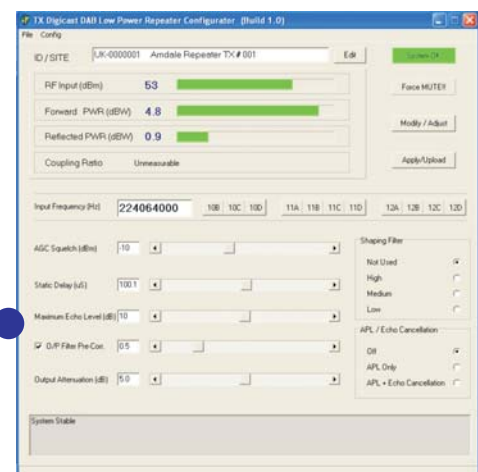 TX Digicast DAB Low Power Repeater Configurator (Build 1.0)
File Config
ID / SITE UK-0000001 Arndale Repeater TX# 001 Edit System OK
RF Input (dBm) 53
Force MUTE!!
Forward PWR (dBW) 4.8
Modify / Adjust
Reflected PWR (dBW) 0.9
Coupling Ratio Unmeasurable
Apply/Upload
Input Frequency (Hz) 224064000 10B 10C 10D 11A 11B 11C 11D 12A 12B 12C 12D
AGC Squelch (dBm) -10
Shaping Filter
Not Used
High
Medium
Low
Static Delay (uS) 100.1
Maximum Echo Level (dB) 10
APL / Echo Cancellation
Off
APL Only
APL + Echo Cancellation
O/P Filter Pre-Corr. 0.5
Output Attenuation (dB) 5.0
System Stable